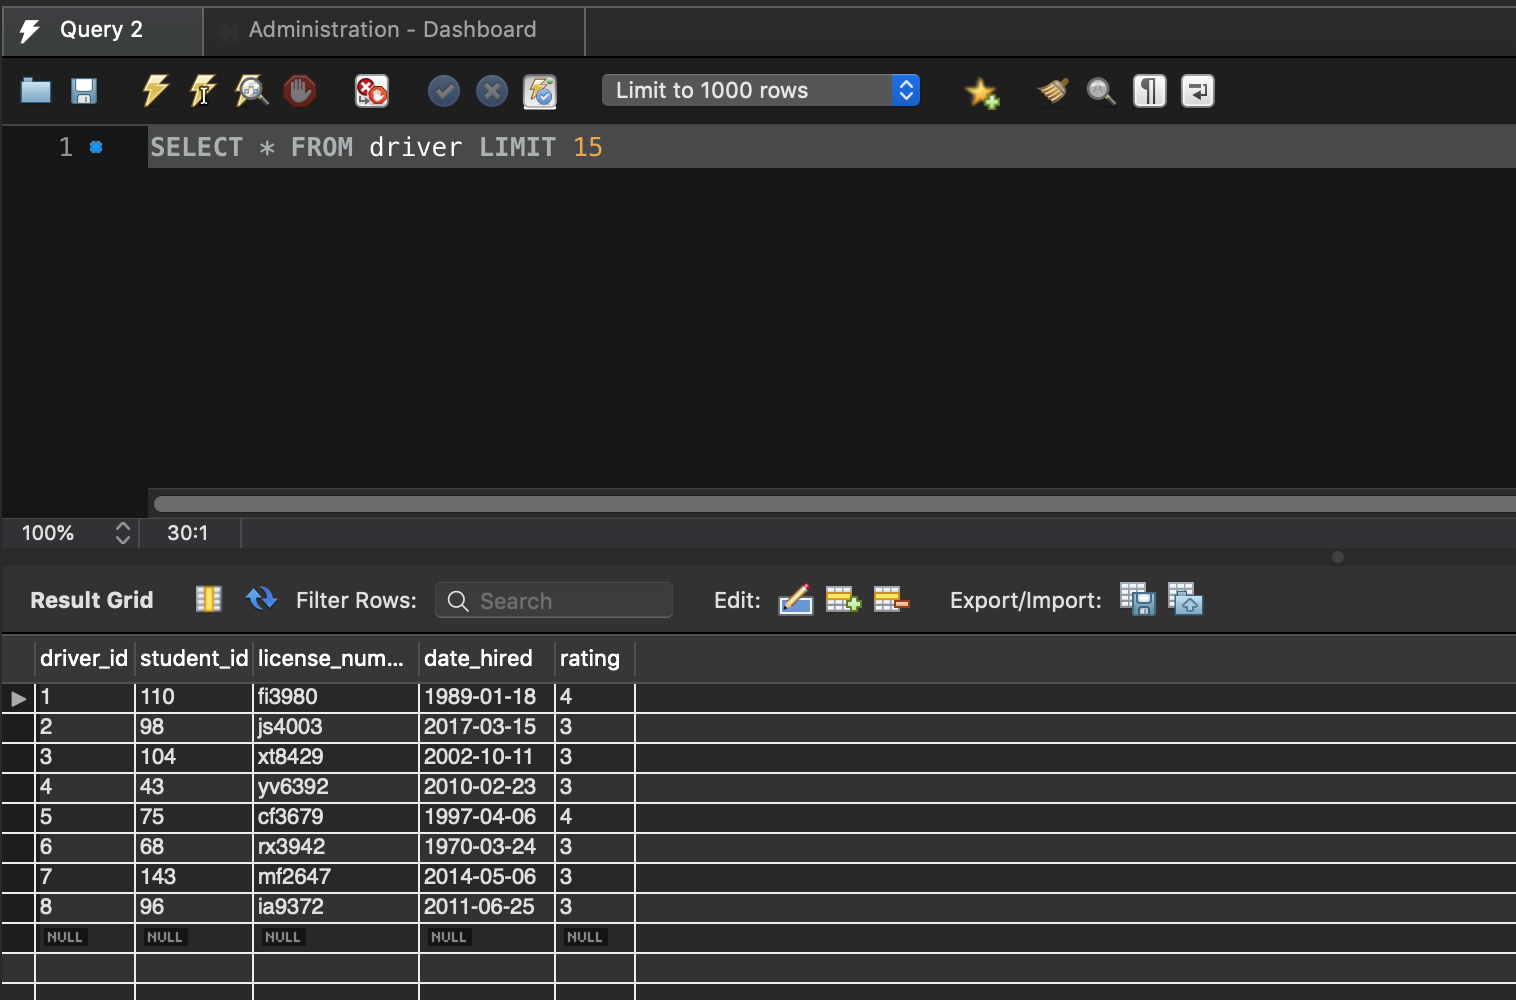 Query 2 Administration - Dashboard
Limit to 1000 rows
1 SELECT * FROM driver LIMIT 15
100% 30:1
Result Grid Filter Rows: Search Edit: Export/Import:
driver_id student_id license_num... date_hired rating
1 110 fi3980 1989-01-18 4
2 98 js4003 2017-03-15 3
3 104 xt8429 2002-10-11 3
4 43 yv6392 2010-02-23 3
5 75 cf3679 1997-04-06 4
6 68 rx3942 1970-03-24 3
7 143 mf2647 2014-05-06 3
8 96 ia9372 2011-06-25 3
NULL NULL NULL NULL NULL